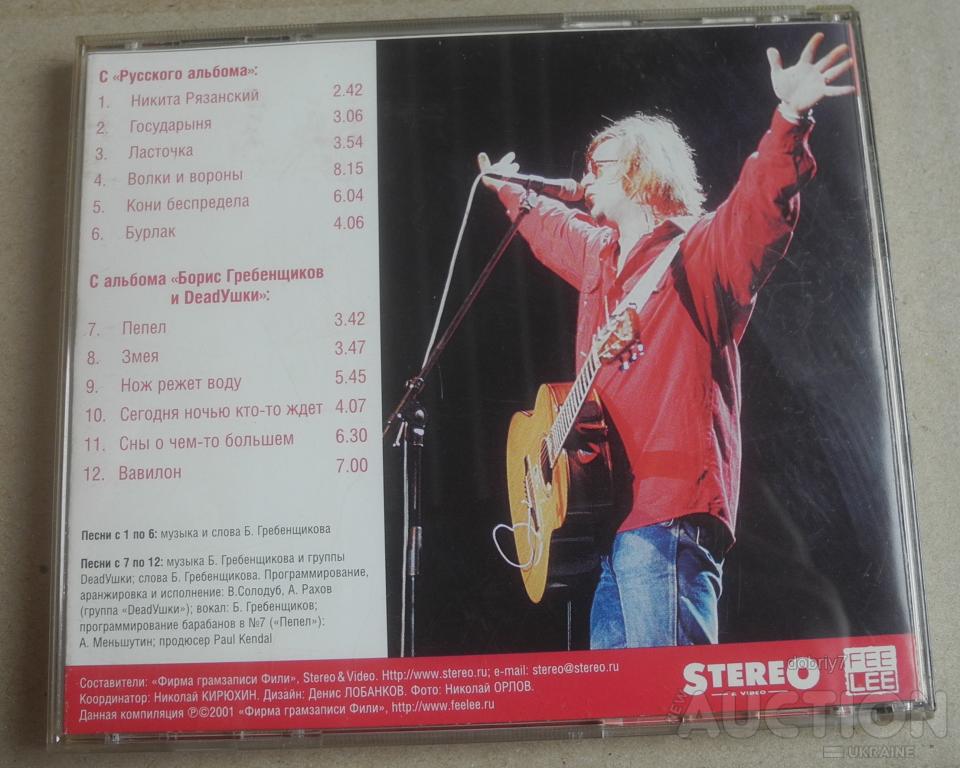 С «Русского альбома»:
1. Никита Рязанский 2.42
2. Государыня 3.06
3. Ласточка 3.54
4. Волки и вороны 8.15
5. Кони беспредела 6.04
6. Бурлак 4.06
С альбома «Борис Гребенщиков
и DeadУшки»:
7. Пепел 3.42
8. Змея 3.47
9. Нож режет воду 5.45
10. Сегодня ночью кто-то ждет 4.07
11. Сны о чем-то большем 6.30
12. Вавилон 7.00
Песни с 1 по 6: музыка и слова Б. Гребенщикова
Песни с 7 по 12: музыка Б. Гребенщикова и группы
DeadУшки; слова Б. Гребенщикова. Программирование,
аранжировка и исполнение: В.Солодуб, А. Рахов
(группа «DeadУшки»); вокал: Б. Гребенщиков;
программирование барабанов в №7 («Пепел»):
А. Меньшутин; продюсер Paul Kendal
Составители: «Фирма грамзаписи Фили», Stereo & Video. Http://www.stereo.ru; e-mail: stereo@stereo.ru
Координатор: Николай КИРЮХИН. Дизайн: Денис ЛОБАНКОВ. Фото: Николай ОРЛОВ.
Данная компиляция ℗©2001 «Фирма грамзаписи Фили», http://www.feelee.ru
STEREO
& VIDEO
FEE
LEE
dobriy7
NEW
AUCTION
UKRAINE